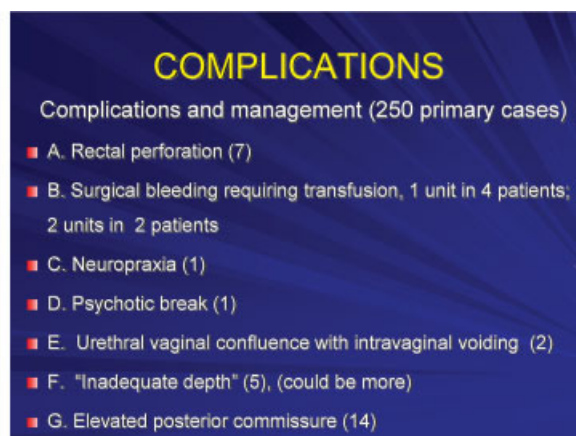 COMPLICATIONS
Complications and management (250 primary cases)
A. Rectal perforation (7)
B. Surgical bleeding requiring transfusion, 1 unit in 4 patients;
2 units in 2 patients
C. Neuropraxia (1)
D. Psychotic break (1)
E. Urethral vaginal confluence with intravaginal voiding (2)
F. "Inadequate depth" (5), (could be more)
G. Elevated posterior commissure (14)